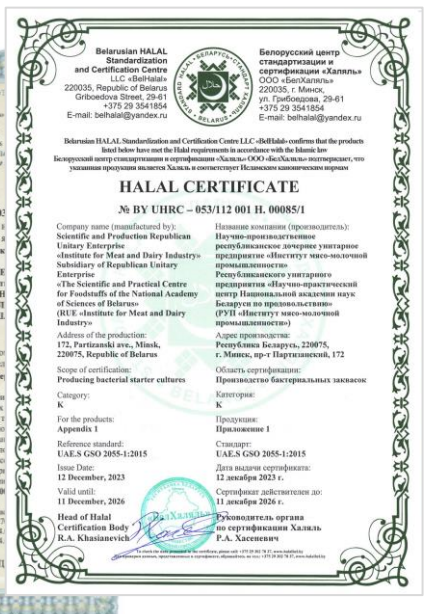 Belarusian HALAL
Standardization
and Certification Centre
LLC «BelHalal»
220035, Republic of Belarus
Griboedova Street, 29-61
+375 29 3541854
E-mail: belhalal@yandex.ru
Белорусский центр
стандартизации и
сертификации «Халяль»
ООО «БелХаляль»
220035, г. Минск,
ул. Грибоедова, 29-61
+375 29 3541854
E-mail: belhalal@yandex.ru
Belarusian HALAL Standardization and Certification Centre LLC «BelHalal» confirms that the products
listed below have met the Halal requirements in accordance with the Islamic law
Белорусский центр стандартизации и сертификации «Халяль» ООО «БелХаляль» подтверждает, что
указанная продукция является Халяль и соответствует Исламским каноническим нормам
HALAL CERTIFICATE
№ BY UHRC – 053/112 001 H. 00085/1
Company name (manufactured by):
Scientific and Production Republican
Unitary Enterprise
«Institute for Meat and Dairy Industry»
Subsidiary of Republican Unitary
Enterprise
«The Scientific and Practical Centre
for Foodstuffs of the National Academy
of Sciences of Belarus»
(RUE «Institute for Meat and Dairy
Industry»
Название компании (производитель):
Научно-производственное
республиканское дочернее унитарное
предприятие «Институт мясо-молочной
промышленности»
Республиканского унитарного
предприятия «Научно-практический
центр Национальной академии наук
Беларуси по продовольствию»
(РУП «Институт мясо-молочной
промышленности»)
Address of the production:
172, Partizanski ave., Minsk,
220075, Republic of Belarus
Адрес производства:
Республика Беларусь, 220075,
г. Минск, пр-т Партизанский, 172
Scope of certification:
Producing bacterial starter cultures
Область сертификации:
Производство бактериальных заквасок
Category:
K
Категория:
K
For the products:
Appendix 1
Продукция:
Приложение 1
Reference standard:
UAE.S GSO 2055-1:2015
Стандарт:
UAE.S GSO 2055-1:2015
Issue Date:
12 December, 2023
Дата выдачи сертификата:
12 декабря 2023 г.
Valid until:
11 December, 2026
Сертификат действителен до:
11 декабря 2026 г.
Head of Halal
Certification Body
R.A. Khasianevich
Руководитель органа
по сертификации Халяль
Р.А. Хасеневич
«БелХаляль»